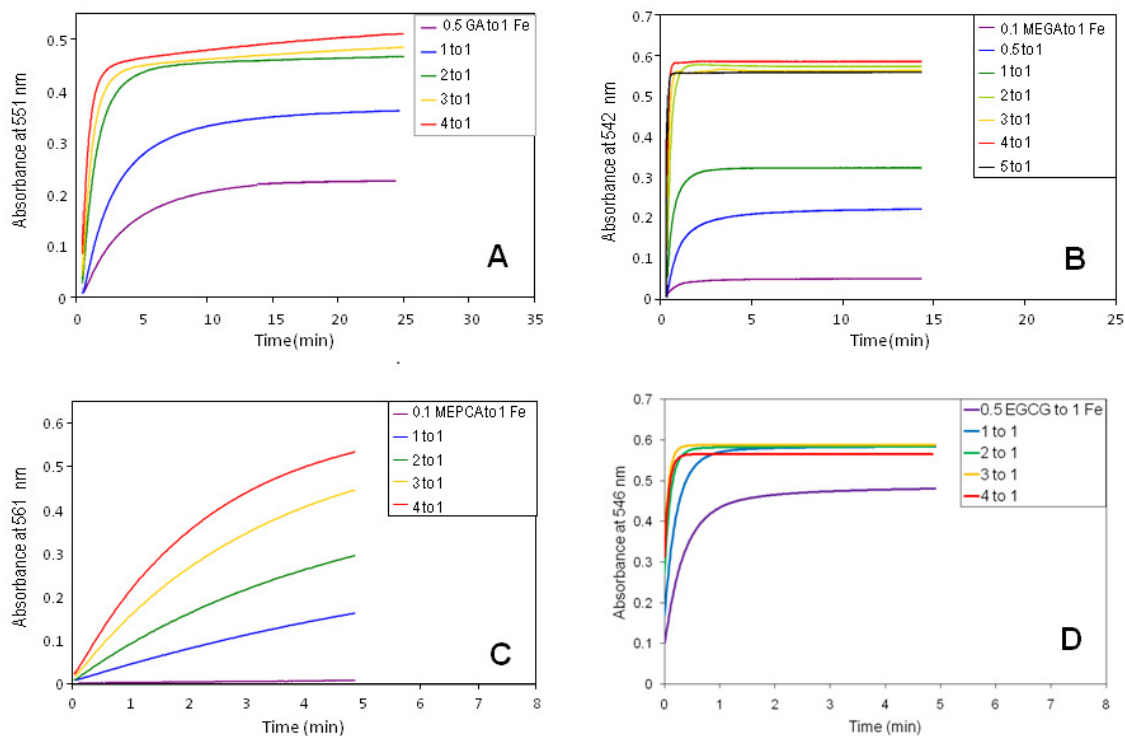 0.5 GA to 1 Fe
1 to 1
2 to 1
3 to 1
4 to 1
0.5
0.4
0.3
0.2
0.1
0
Absorbance at 551 nm
0 5 10 15 20 25 30 35
Time (min)
A
0.1 MEGA to 1 Fe
0.5 to 1
1 to 1
2 to 1
3 to 1
4 to 1
5 to 1
0.7
0.6
0.5
0.4
0.3
0.2
0.1
0
Absorbance at 542 nm
0 5 10 15 20 25
Time (min)
B
0.1 MEPCA to 1 Fe
1 to 1
2 to 1
3 to 1
4 to 1
0.6
0.5
0.4
0.3
0.2
0.1
0
Absorbance at 561 nm
0 1 2 3 4 5 6 7 8
Time (min)
C
0.5 EGCG to 1 Fe
1 to 1
2 to 1
3 to 1
4 to 1
0.7
0.6
0.5
0.4
0.3
0.2
0.1
0
Absorbance at 546 nm
0 1 2 3 4 5 6 7 8
Time (min)
D